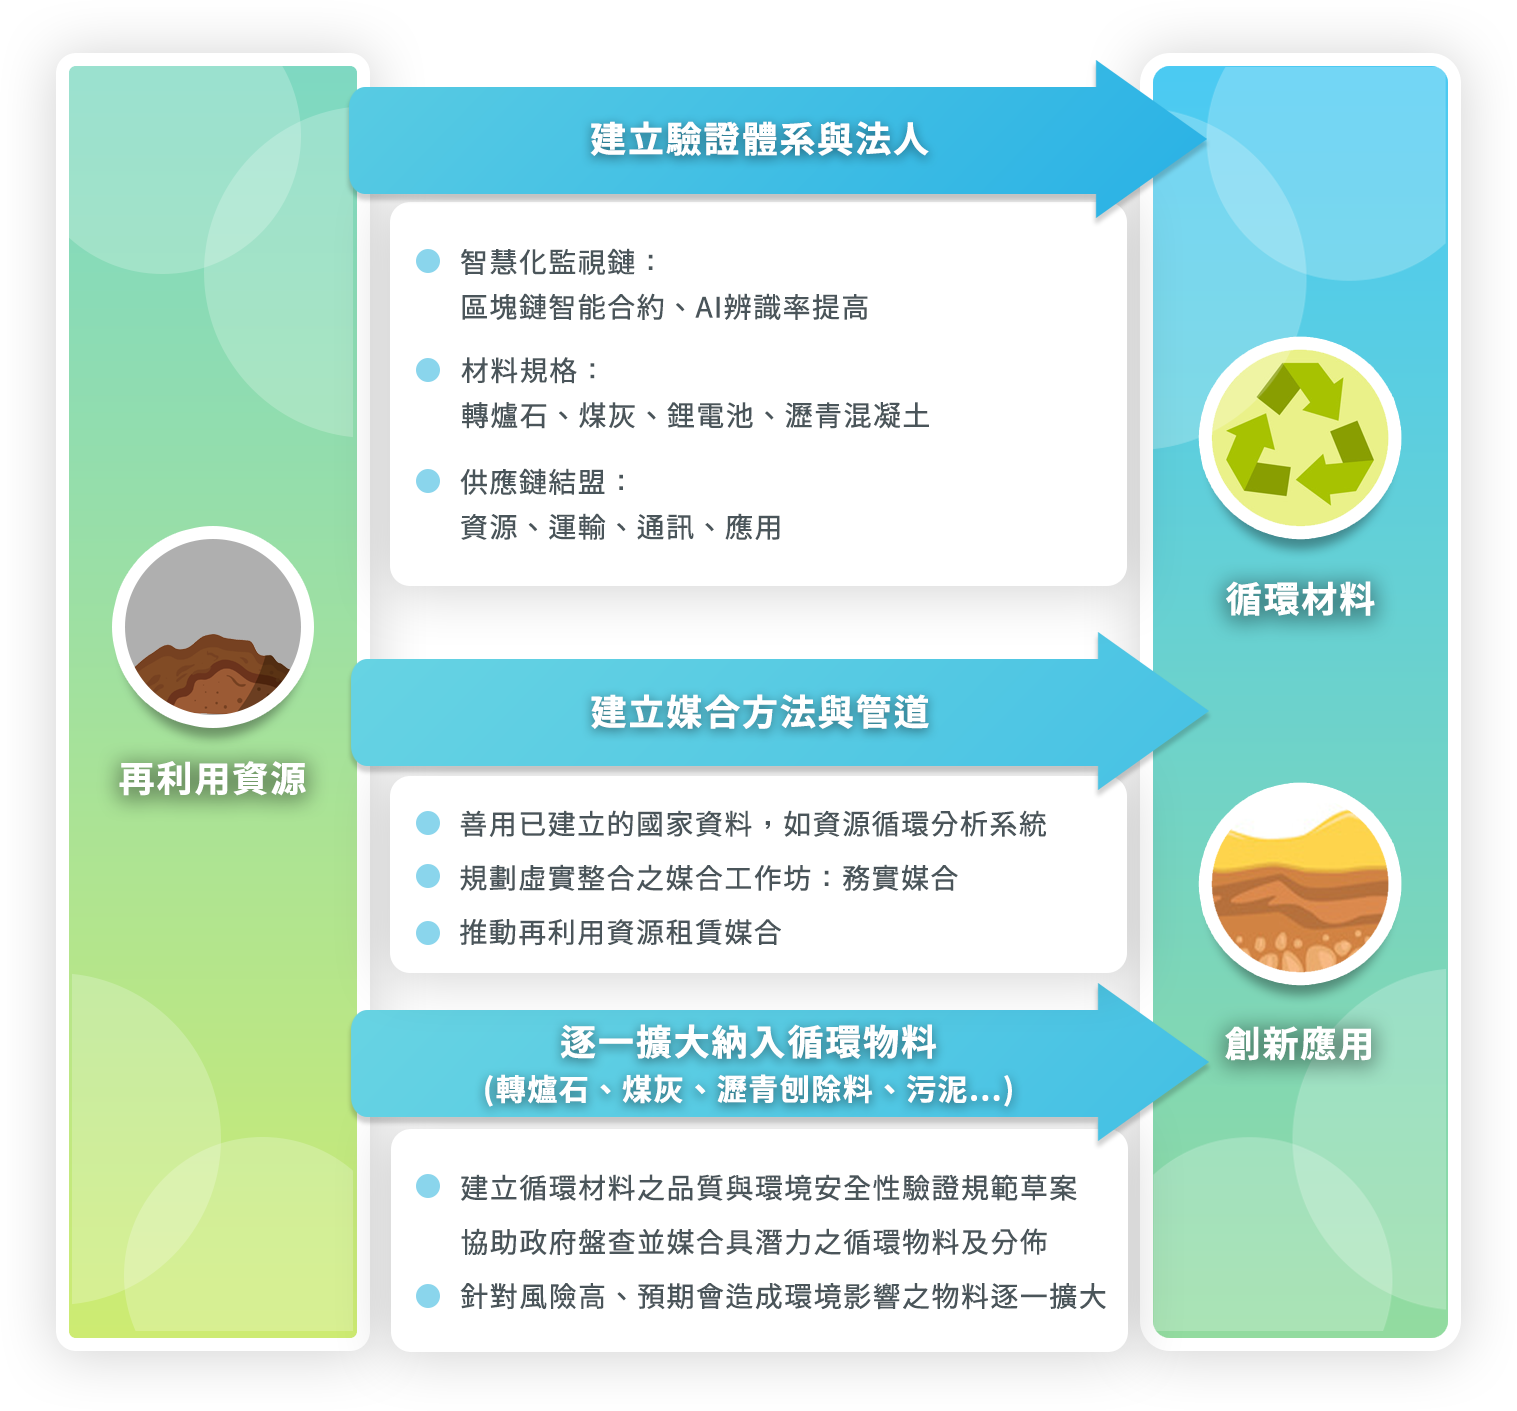 再利用資源
建立驗證體系與法人
智慧化監視鏈：
區塊鏈智能合約、AI辨識率提高
材料規格：
轉爐石、煤灰、鋰電池、瀝青混凝土
供應鏈結盟：
資源、運輸、通訊、應用
建立媒合方法與管道
善用已建立的國家資料，如資源循環分析系統
規劃虛實整合之媒合工作坊：務實媒合
推動再利用資源租賃媒合
逐一擴大納入循環物料
(轉爐石、煤灰、瀝青刨除料、污泥...)
建立循環材料之品質與環境安全性驗證規範草案
協助政府盤查並媒合具潛力之循環物料及分佈
針對風險高、預期會造成環境影響之物料逐一擴大
循環材料
創新應用